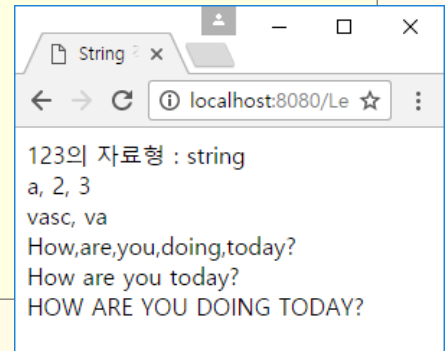 String
localhost:8080/Le
123의 자료형 : string
a, 2, 3
vasc, va
How,are,you,doing,today?
How are you today?
HOW ARE YOU DOING TODAY?